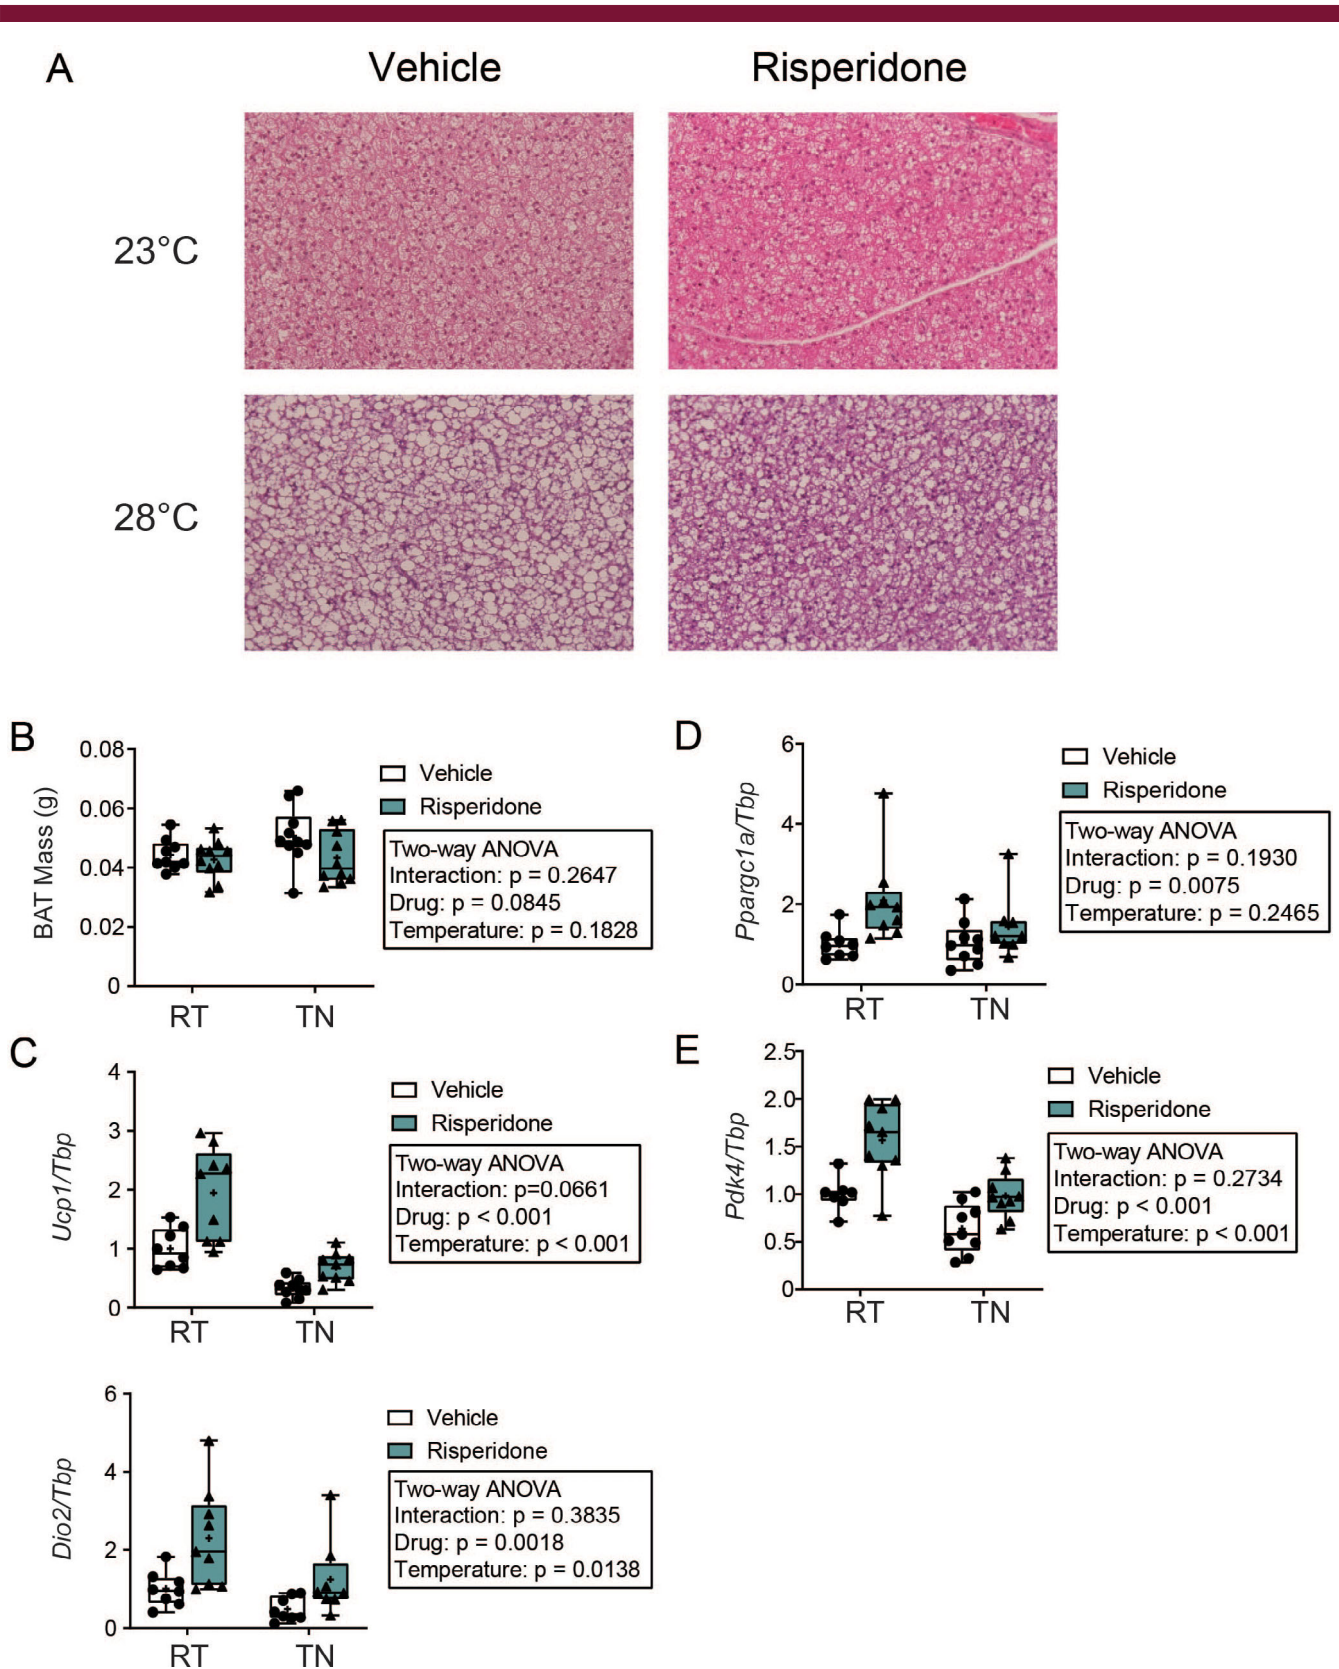 A
Vehicle
Risperidone
23°C
28°C
B
BAT Mass (g)
0.08
0.06
0.04
0.02
0
RT
TN
Vehicle
Risperidone
Two-way ANOVA
Interaction: p = 0.2647
Drug: p = 0.0845
Temperature: p = 0.1828
D
Ppargc1a/Tbp
6
4
2
0
RT
TN
Vehicle
Risperidone
Two-way ANOVA
Interaction: p = 0.1930
Drug: p = 0.0075
Temperature: p = 0.2465
C
Ucp1/Tbp
4
3
2
1
0
RT
TN
Vehicle
Risperidone
Two-way ANOVA
Interaction: p=0.0661
Drug: p < 0.001
Temperature: p < 0.001
E
Pdk4/Tbp
2.5
2.0
1.5
1.0
0.5
0
RT
TN
Vehicle
Risperidone
Two-way ANOVA
Interaction: p = 0.2734
Drug: p < 0.001
Temperature: p < 0.001
Dio2/Tbp
6
4
2
0
RT
TN
Vehicle
Risperidone
Two-way ANOVA
Interaction: p = 0.3835
Drug: p = 0.0018
Temperature: p = 0.0138